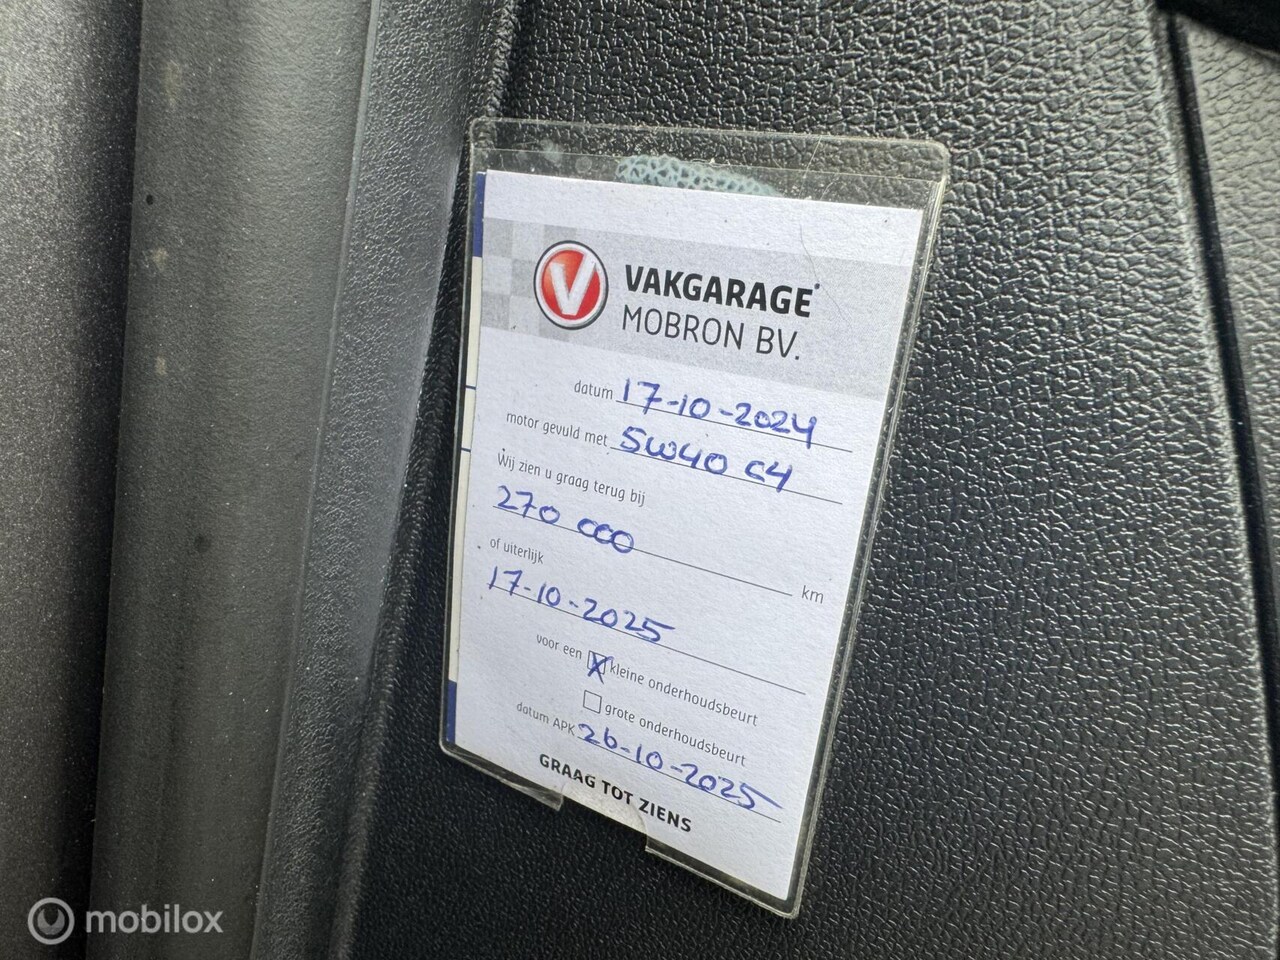 V VAKGARAGE
MOBRON BV.
datum 17-10-2024
motor gevuld met 5W40 C4
Wij zien u graag terug bij
270 000 km
of uiterlijk
17-10-2025
voor een X kleine onderhoudsbeurt
grote onderhoudsbeurt
datum APK 26-10-2025
GRAAG TOT ZIENS
mobilox